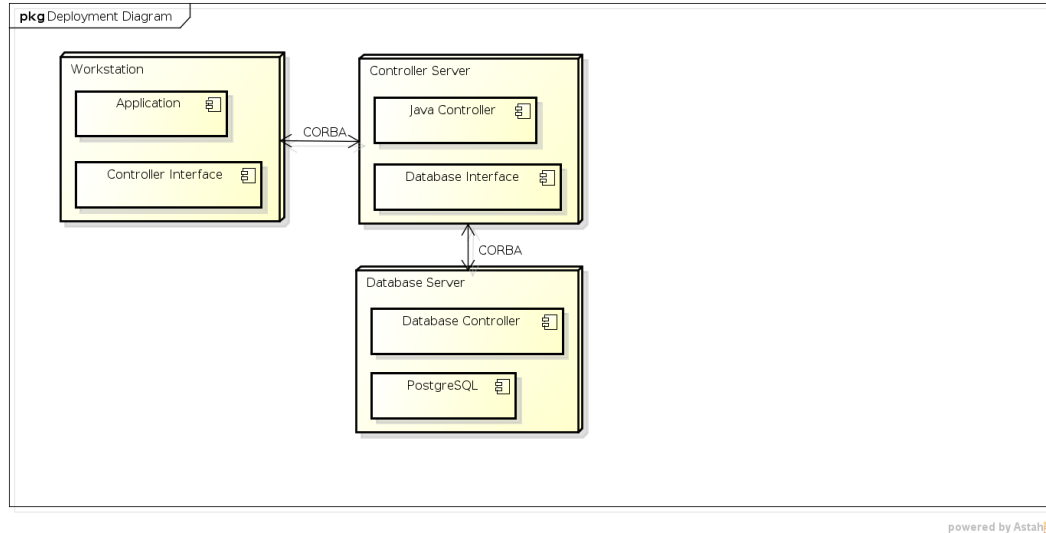 pkg Deployment Diagram
Workstation
Application
Controller Interface
CORBA
Controller Server
Java Controller
Database Interface
CORBA
Database Server
Database Controller
PostgreSQL
powered by Astah